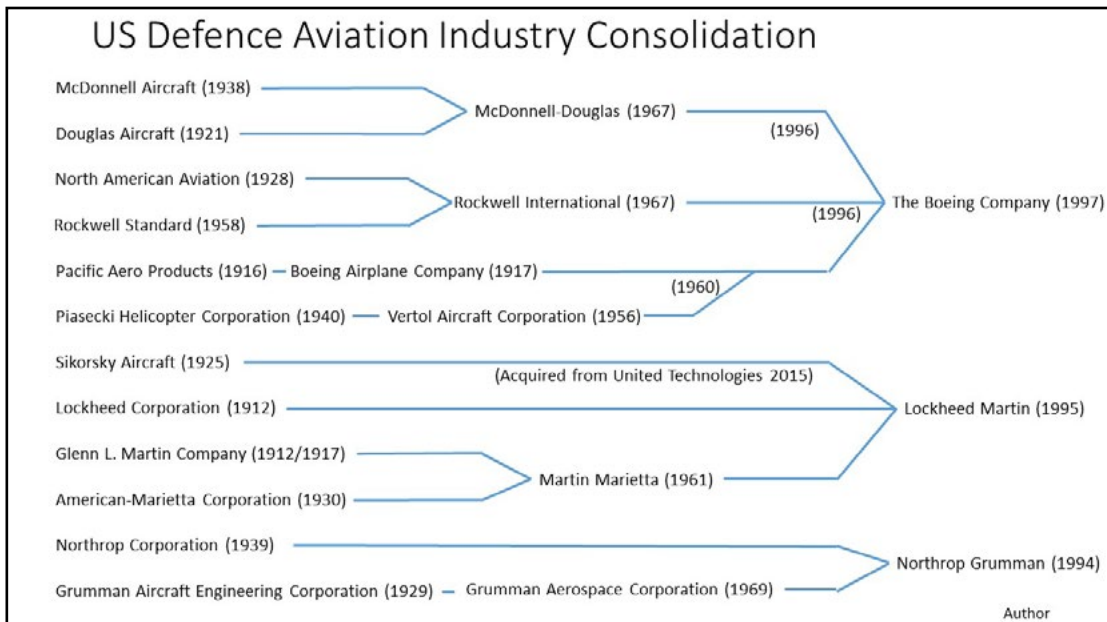 US Defence Aviation Industry Consolidation
McDonnell Aircraft (1938)
McDonnell-Douglas (1967)
(1996)
Douglas Aircraft (1921)
North American Aviation (1928)
Rockwell International (1967)
(1996)
The Boeing Company (1997)
Rockwell Standard (1958)
Pacific Aero Products (1916)
Boeing Airplane Company (1917)
(1960)
Piasecki Helicopter Corporation (1940)
Vertol Aircraft Corporation (1956)
Sikorsky Aircraft (1925)
(Acquired from United Technologies 2015)
Lockheed Corporation (1912)
Lockheed Martin (1995)
Glenn L. Martin Company (1912/1917)
Martin Marietta (1961)
American-Marietta Corporation (1930)
Northrop Corporation (1939)
Northrop Grumman (1994)
Grumman Aircraft Engineering Corporation (1929)
Grumman Aerospace Corporation (1969)
Author